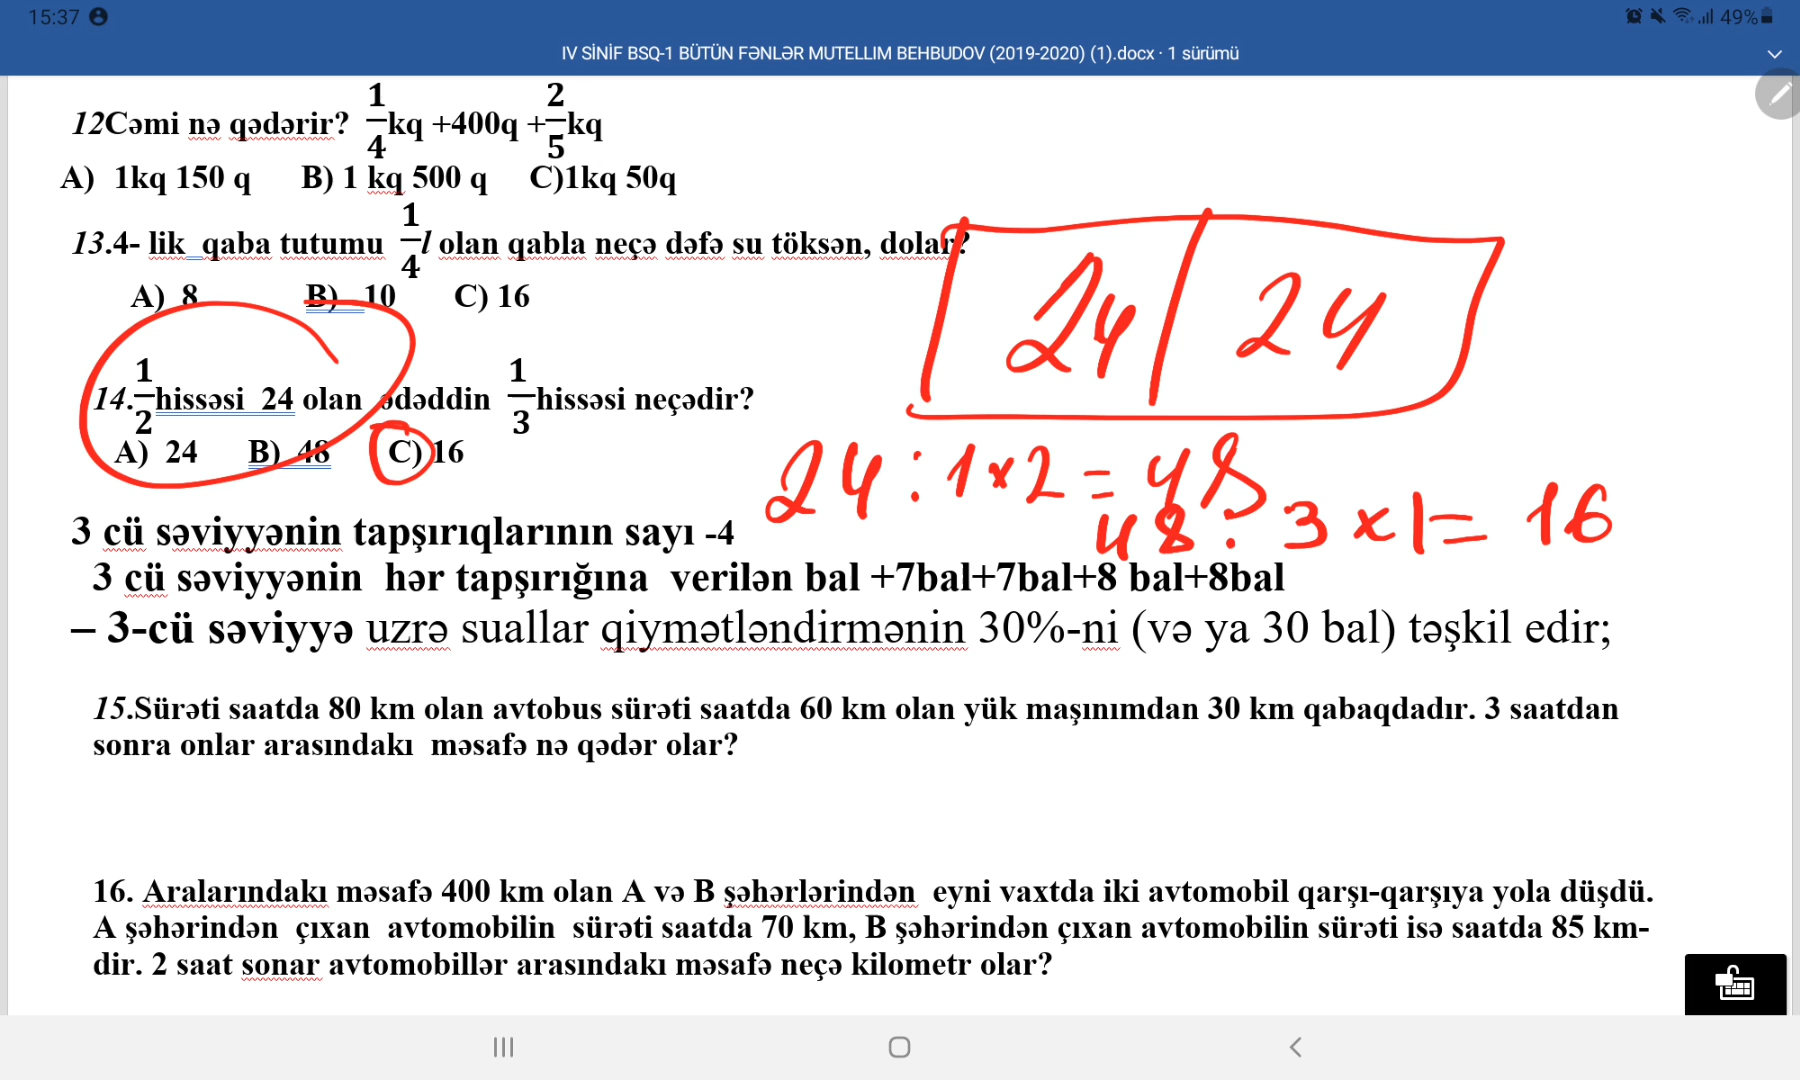 15:37
49%
IV SİNİF BSQ-1 BÜTÜN FƏNLƏR MUTELLIM BEHBUDOV (2019-2020) (1).docx · 1 sürümü
12Cəmi nə qədərir? 1/4 kq +400q + 2/5 kq
A) 1kq 150 q B) 1 kq 500 q C)1kq 50q
13.4- lik qaba tutumu 1/4 l olan qabla neçə dəfə su töksən, dolar?
A) 8 B) 10 C) 16
24 24
14. 1/2 hissəsi 24 olan ədəddin 1/3 hissəsi neçədir?
A) 24 B) 48 C) 16
24 : 1 x 2 = 48
48 : 3 x 1 = 16
3 cü səviyyənin tapşırıqlarının sayı -4
3 cü səviyyənin hər tapşırığına verilən bal +7bal+7bal+8 bal+8bal
– 3-cü səviyyə uzrə suallar qiymətləndirmənin 30%-ni (və ya 30 bal) təşkil edir;
15.Sürəti saatda 80 km olan avtobus sürəti saatda 60 km olan yük maşınımdan 30 km qabaqdadır. 3 saatdan
sonra onlar arasındakı məsafə nə qədər olar?
16. Aralarındakı məsafə 400 km olan A və B şəhərlərindən eyni vaxtda iki avtomobil qarşı-qarşıya yola düşdü.
A şəhərindən çıxan avtomobilin sürəti saatda 70 km, B şəhərindən çıxan avtomobilin sürəti isə saatda 85 km-
dir. 2 saat sonar avtomobillər arasındakı məsafə neçə kilometr olar?